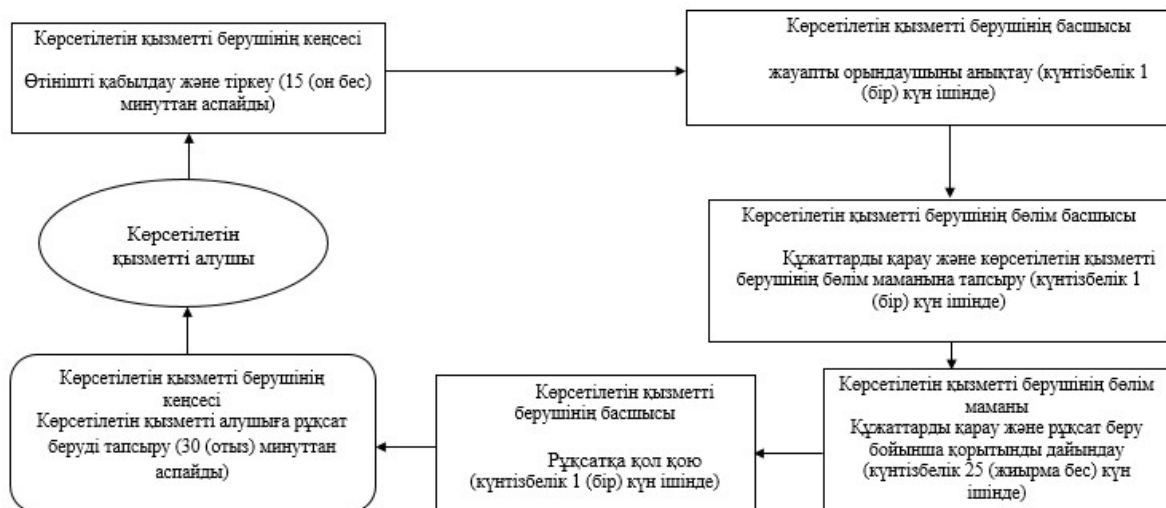 Көрсетілетін қызметті берушінің кеңсесі
Өтінішті қабылдау және тіркеу (15 (он бес)
минуттан аспайды)
Көрсетілетін қызметті берушінің басшысы
жауапты орындаушыны анықтау (күнтізбелік 1
(бір) күн ішінде)
Көрсетілетін қызметті берушінің бөлім басшысы
Құжаттарды қарау және көрсетілетін қызметті
берушінің бөлім маманына тапсыру (күнтізбелік 1
(бір) күн ішінде)
Көрсетілетін қызметті берушінің бөлім
маманы
Құжаттарды қарау және рұқсат беру
бойынша қорытынды дайындау
(күнтізбелік 25 (жиырма бес) күн
ішінде)
Көрсетілетін қызметті
берушінің басшысы
Рұқсатқа қол қою
(күнтізбелік 1 (бір) күн ішінде)
Көрсетілетін қызметті берушінің
кеңсесі
Көрсетілетін қызметті алушыға рұқсат
беруді тапсыру (30 (отыз) минуттан
аспайды)
Көрсетілетін
қызметті алушы